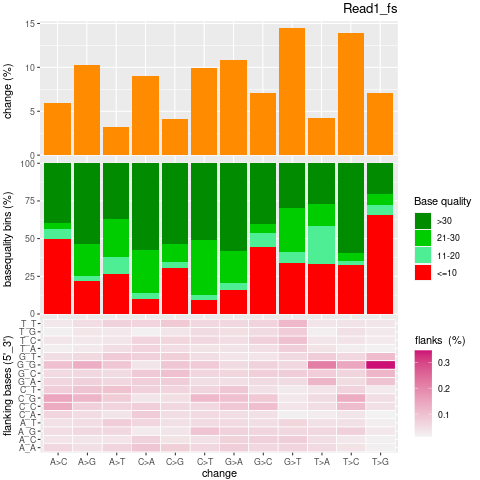 Read1_fs
change (%)
15
10
5
0
basequality bins (%)
100
75
50
25
0
Base quality
>30
21-30
11-20
<=10
flanking bases (5'_3')
T_T
T_G
T_C
T_A
G_T
G_G
G_C
G_A
C_T
C_G
C_C
C_A
A_T
A_G
A_C
A_A
flanks (%)
0.3
0.2
0.1
A>C A>G A>T C>A C>G C>T G>A G>C G>T T>A T>C T>G
change